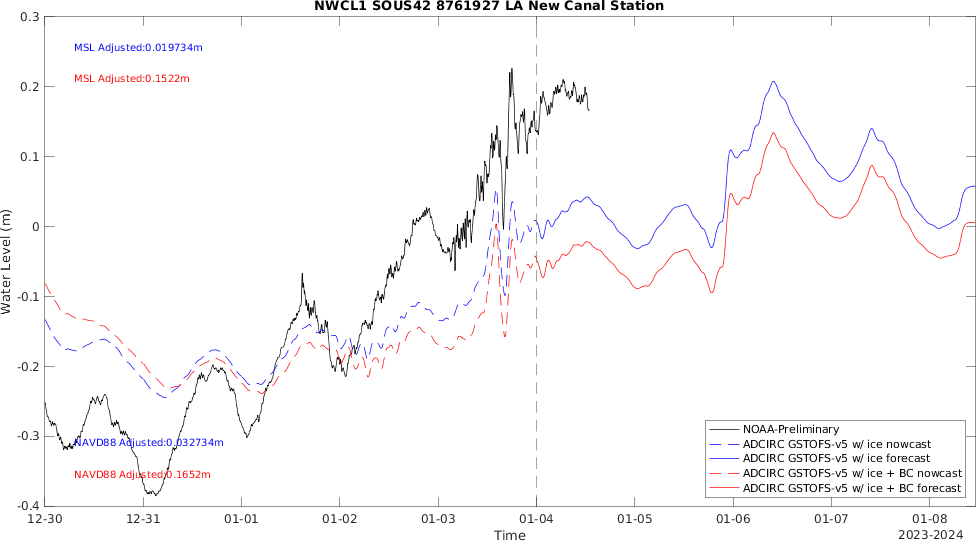 NWCL1 SOUS42 8761927 LA New Canal Station
0.3
0.2
0.1
0
-0.1
-0.2
-0.3
-0.4
Water Level (m)
MSL Adjusted:0.019734m
MSL Adjusted:0.1522m
NAVD88 Adjusted:0.032734m
NAVD88 Adjusted:0.1652m
NOAA-Preliminary
ADCIRC GSTOFS-v5 w/ ice nowcast
ADCIRC GSTOFS-v5 w/ ice forecast
ADCIRC GSTOFS-v5 w/ ice + BC nowcast
ADCIRC GSTOFS-v5 w/ ice + BC forecast
12-30 12-31 01-01 01-02 01-03 01-04 01-05 01-06 01-07 01-08
Time
2023-2024